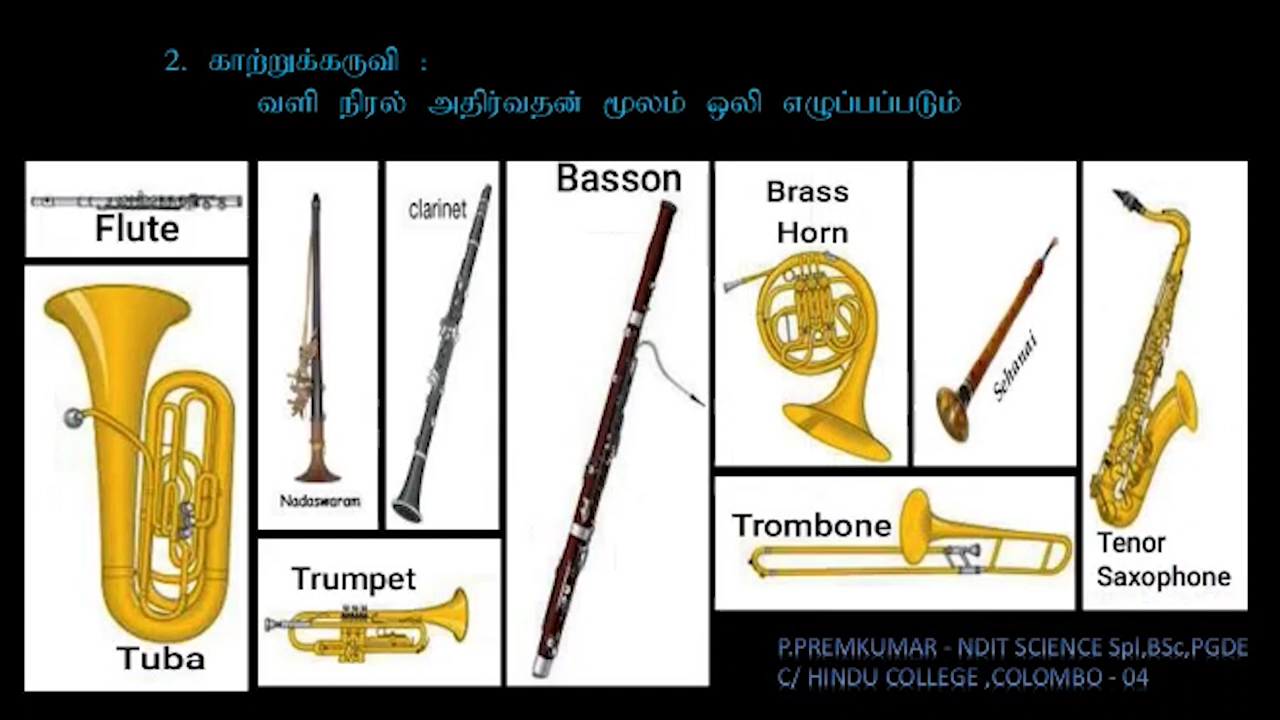 2. காற்றுக்கருவி :
வளி நிரல் அதிர்வதன் மூலம் ஒலி எழுப்பப்படும்
Flute
Tuba
Nadaswaram
clarinet
Trumpet
Basson
Brass
Horn
Sehanai
Trombone
Tenor
Saxophone
P.PREMKUMAR - NDIT SCIENCE Spl,BSc,PGDE
C/ HINDU COLLEGE ,COLOMBO - 04